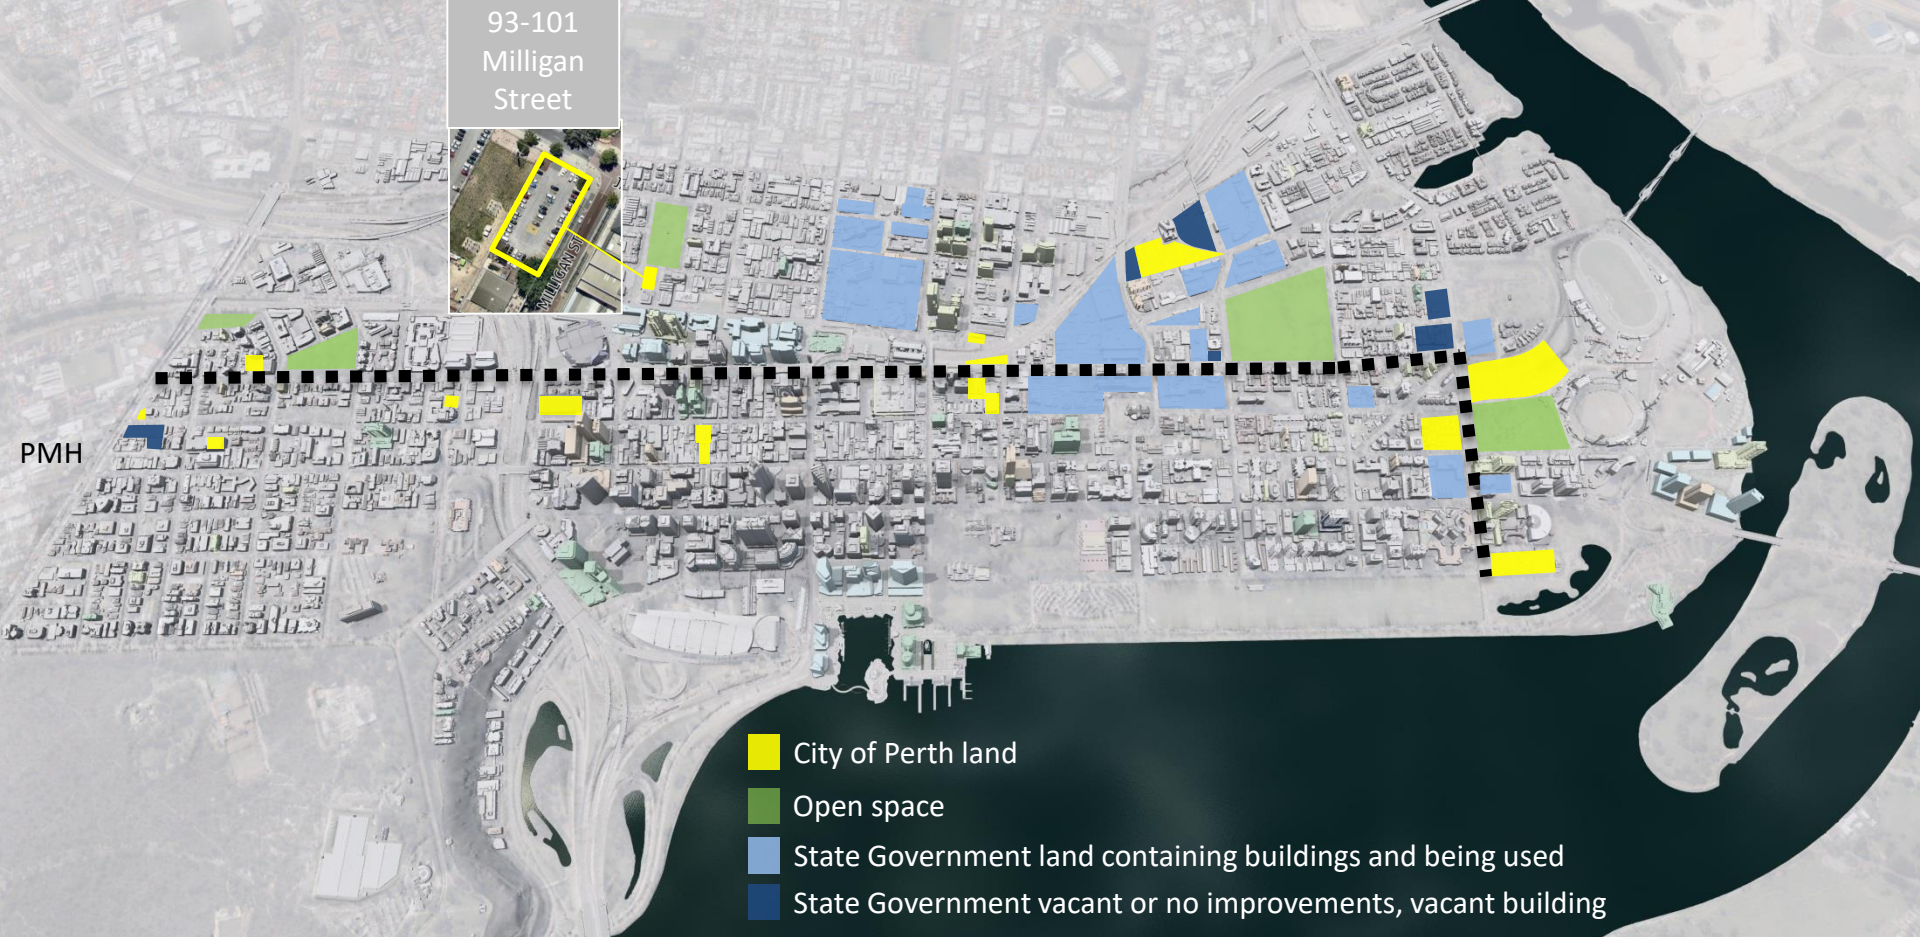 93-101
Milligan
Street
MILLIGAN ST
PMH
City of Perth land
Open space
State Government land containing buildings and being used
State Government vacant or no improvements, vacant building